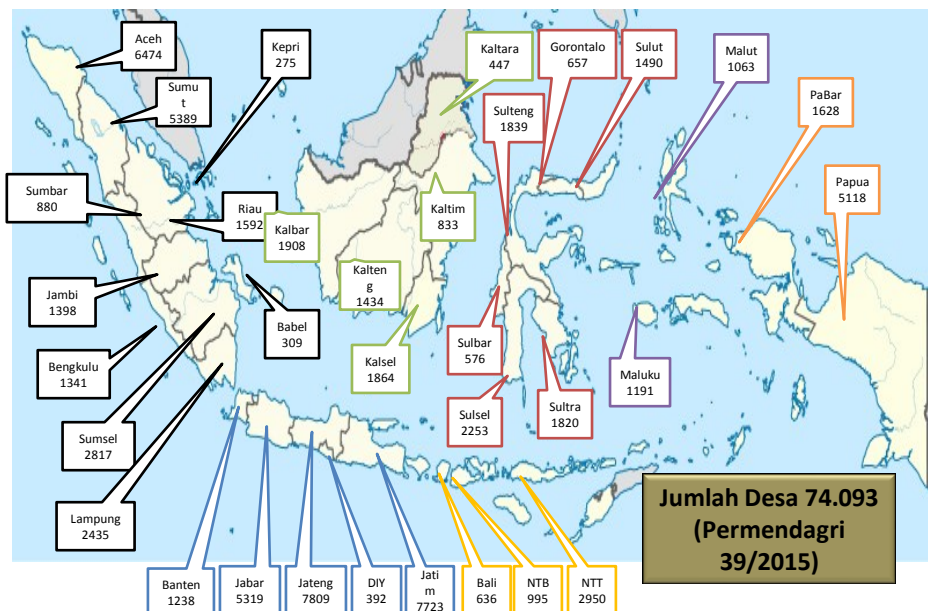 Aceh
6474
Sumu
t
5389
Kepri
275
Kaltara
447
Gorontalo
657
Sulut
1490
Malut
1063
PaBar
1628
Sulteng
1839
Sumbar
880
Riau
1592
Kalbar
1908
Kaltim
833
Papua
5118
Jambi
1398
Kalten
g
1434
Babel
309
Bengkulu
1341
Kalsel
1864
Sulbar
576
Maluku
1191
Sumsel
2817
Sulsel
2253
Sultra
1820
Lampung
2435
Jumlah Desa 74.093
(Permendagri
39/2015)
Banten
1238
Jabar
5319
Jateng
7809
DIY
392
Jati
m
7723
Bali
636
NTB
995
NTT
2950